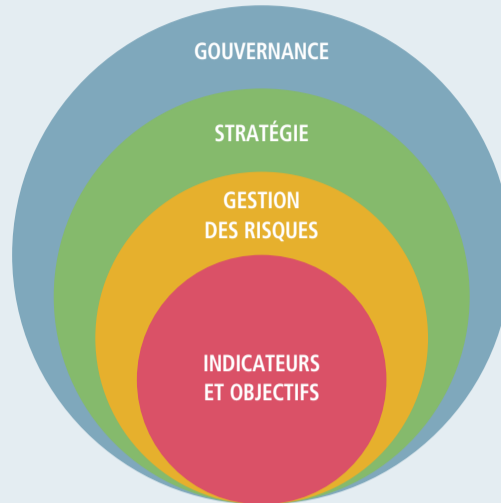 GOUVERNANCE
STRATÉGIE
GESTION
DES RISQUES
INDICATEURS
ET OBJECTIFS